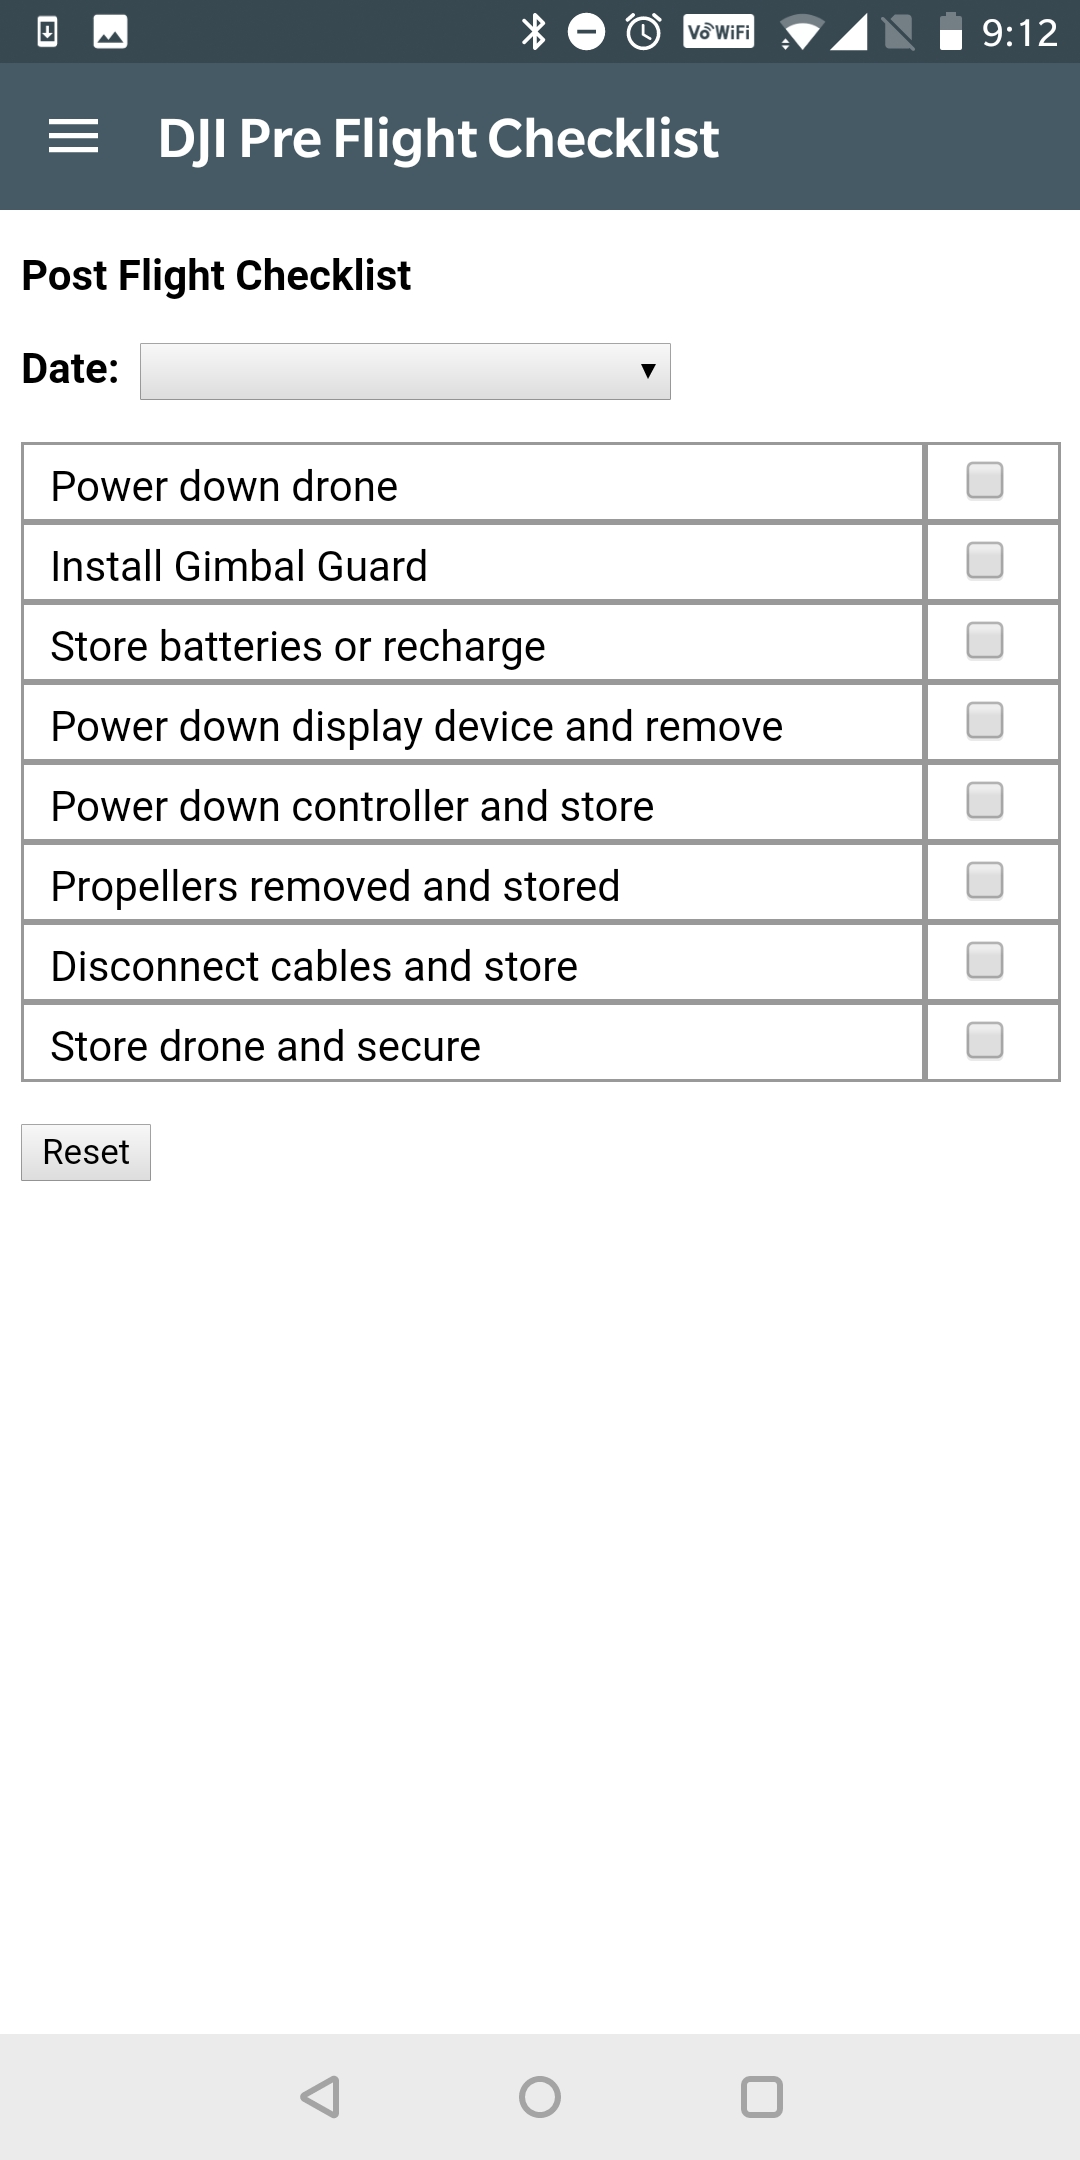 VoWiFi 9:12
DJI Pre Flight Checklist
Post Flight Checklist
Date:
Power down drone
Install Gimbal Guard
Store batteries or recharge
Power down display device and remove
Power down controller and store
Propellers removed and stored
Disconnect cables and store
Store drone and secure
Reset